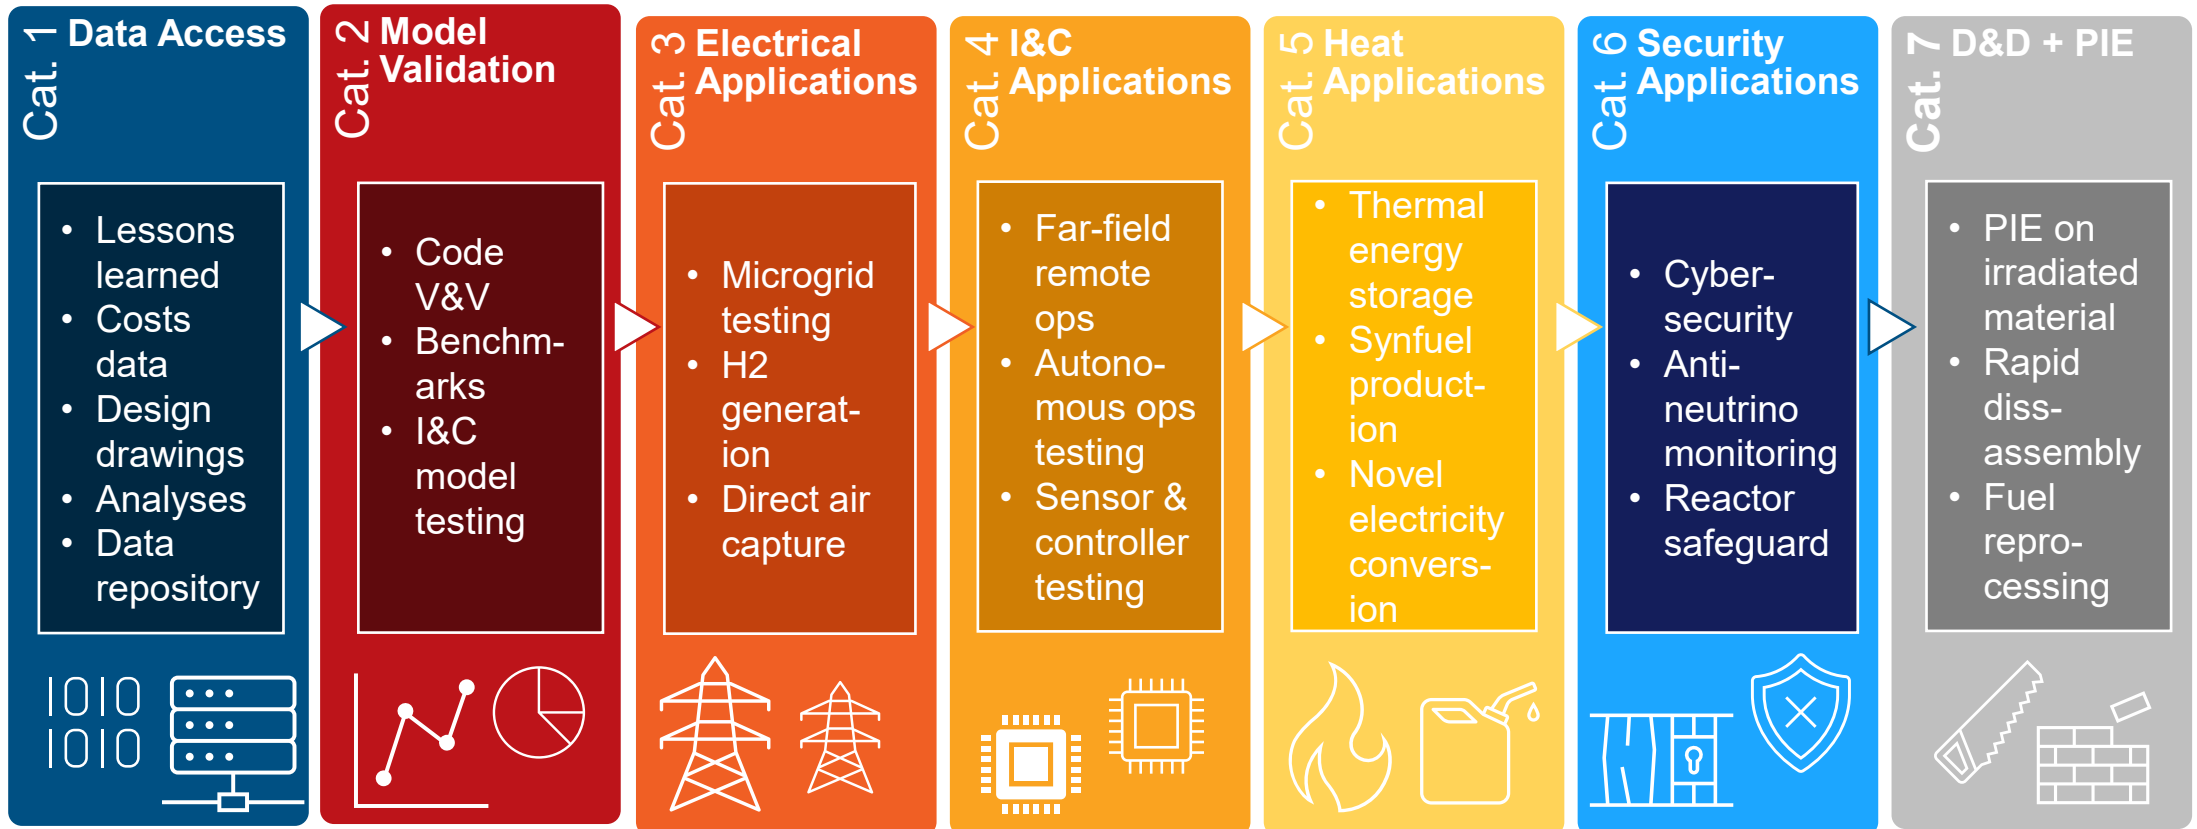 Cat. 1
Data Access
• Lessons
learned
• Costs
data
• Design
drawings
• Analyses
• Data
repository
0101
0101
Cat. 2
Model
Validation
• Code
V&V
• Benchm-
arks
• I&C
model
testing
Cat. 3
Electrical
Applications
• Microgrid
testing
• H2
generat-
ion
• Direct air
capture
Cat. 4
I&C
Applications
• Far-field
remote
ops
• Autono-
mous ops
testing
• Sensor &
controller
testing
Cat. 5
Heat
Applications
• Thermal
energy
storage
• Synfuel
product-
ion
• Novel
electricity
convers-
ion
Cat. 6
Security
Applications
• Cyber-
security
• Anti-
neutrino
monitoring
• Reactor
safeguard
Cat. 7
D&D + PIE
• PIE on
irradiated
material
• Rapid
diss-
assembly
• Fuel
repro-
cessing